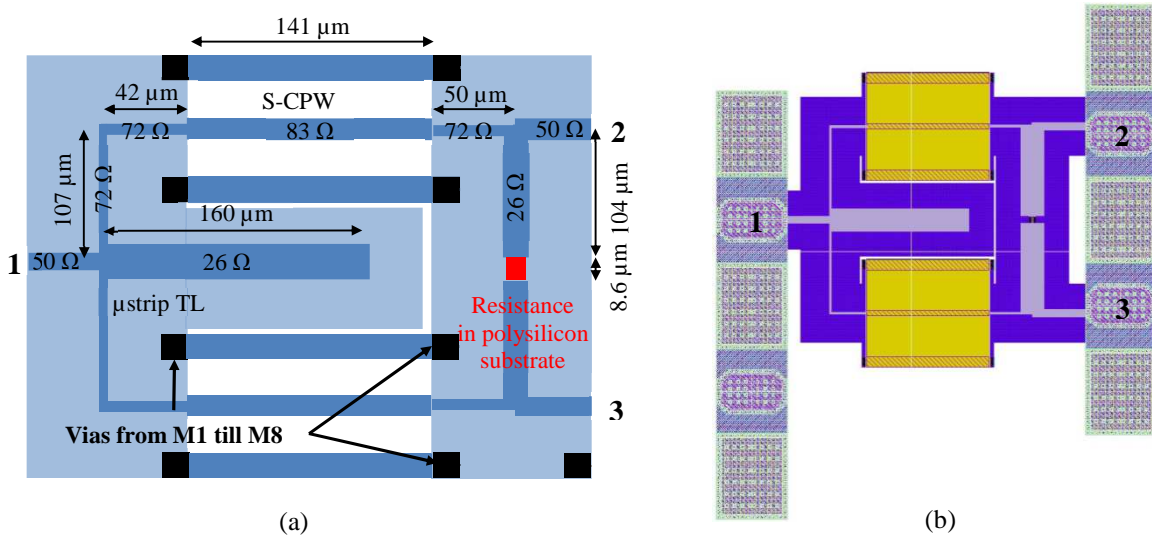 141 µm
42 µm
S-CPW
50 µm
72 Ω
83 Ω
72 Ω
50 Ω
2
107 µm
72 Ω
26 Ω
104 µm
160 µm
1
50 Ω
26 Ω
8.6 µm
µstrip TL
Resistance
in polysilicon
substrate
3
Vias from M1 till M8
(a)
1
2
3
(b)